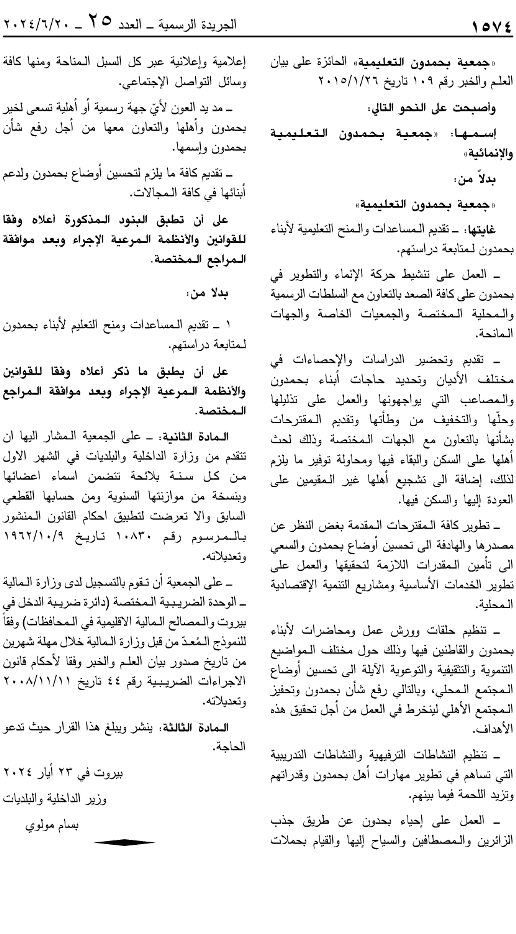 ١٥٧٤
الجريدة الرسمية ـ العدد ٢٥ ـ ٢٠٢٤/٦/٢٠
«جمعية بحمدون التعليمية» الحائزة على بيان
العلم والخبر رقم ١٠٩ تاريخ ٢٠١٥/١/٢٦
وأصبحت على النحو التالي:
إسمها: «جمعية بحمدون التعليمية
والإنمائية»
بدلاً من:
«جمعية بحمدون التعليمية»
غايتها: ـ تقديم المساعدات والمنح التعليمية لأبناء
بحمدون لمتابعة دراستهم.
ـ العمل على تنشيط حركة الإنماء والتطوير في
بحمدون على كافة الصعد بالتعاون مع السلطات الرسمية
والمحلية المختصة والجمعيات الخاصة والجهات
المانحة.
ـ تقديم وتحضير الدراسات والإحصاءات في
مختلف الأديان وتحديد حاجات أبناء بحمدون
والمصاعب التي يواجهونها والعمل على تذليلها
وحلّها والتخفيف من وطأتها وتقديم المقترحات
بشأنها بالتعاون مع الجهات المختصة وذلك لحث
أهلها على السكن والبقاء فيها ومحاولة توفير ما يلزم
لذلك، إضافة الى تشجيع أهلها غير المقيمين على
العودة إليها والسكن فيها.
ـ تطوير كافة المقترحات المقدمة بغض النظر عن
مصدرها والهادفة الى تحسين أوضاع بحمدون والسعي
الى تأمين المقدرات اللازمة لتحقيقها والعمل على
تطوير الخدمات الأساسية ومشاريع التنمية الإقتصادية
المحلية.
ـ تنظيم حلقات وورش عمل ومحاضرات لأبناء
بحمدون والقاطنين فيها وذلك حول مختلف المواضيع
التنموية والتثقيفية والتوعوية الآيلة الى تحسين أوضاع
المجتمع المحلي، وبالتالي رفع شأن بحمدون وتحفيز
المجتمع الأهلي لينخرط في العمل من أجل تحقيق هذه
الأهداف.
ـ تنظيم النشاطات الترفيهية والنشاطات التدريبية
التي تساهم في تطوير مهارات أهل بحمدون وقدراتهم
وتزيد اللحمة فيما بينهم.
ـ العمل على إحياء بحدون عن طريق جذب
الزائرين والمصطافين والسياح إليها والقيام بحملات
إعلامية وإعلانية عبر كل السبل المتاحة ومنها كافة
وسائل التواصل الإجتماعي.
ـ مد يد العون لأيّ جهة رسمية أو أهلية تسعى لخير
بحمدون وأهلها والتعاون معها من أجل رفع شأن
بحمدون وإسمها.
ـ تقديم كافة ما يلزم لتحسين أوضاع بحمدون ولدعم
أبنائها في كافة المجالات.
على أن تطبق البنود المذكورة أعلاه وفقا
للقوانين والأنظمة المرعية الإجراء وبعد موافقة
المراجع المختصة.
بدلا من:
١ ـ تقديم المساعدات ومنح التعليم لأبناء بحمدون
لمتابعة دراستهم.
على أن يطبق ما ذكر أعلاه وفقا للقوانين
والأنظمة المرعية الإجراء وبعد موافقة المراجع
المختصة.
المادة الثانية: ـ على الجمعية المشار اليها ان
تتقدم من وزارة الداخلية والبلديات في الشهر الاول
من كل سنة بلائحة تتضمن اسماء اعضائها
وبنسخة من موازنتها السنوية ومن حسابها القطعي
السابق والا تعرضت لتطبيق احكام القانون المنشور
بالمرسوم رقم ١٠٨٣٠ تاريخ ١٩٦٢/١٠/٩
وتعديلاته.
ـ على الجمعية أن تقوم بالتسجيل لدى وزارة المالية
ـ الوحدة الضريبية المختصة (دائرة ضريبة الدخل في
بيروت والمصالح المالية الاقليمية في المحافظات) وفقاً
للنموذج المُعدّ من قبل وزارة المالية خلال مهلة شهرين
من تاريخ صدور بيان العلم والخبر وفقا لأحكام قانون
الاجراءات الضريبية رقم ٤٤ تاريخ ٢٠٠٨/١١/١١
وتعديلاته.
المادة الثالثة: ينشر ويبلغ هذا القرار حيث تدعو
الحاجة.
بيروت في ٢٣ أيار ٢٠٢٤
وزير الداخلية والبلديات
بسام مولوي